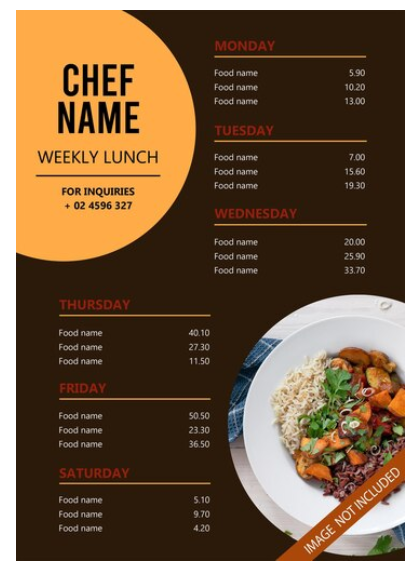 CHEF
NAME
WEEKLY LUNCH
FOR INQUIRIES
+ 02 4596 327
MONDAY
Food name 5.90
Food name 10.20
Food name 13.00
TUESDAY
Food name 7.00
Food name 15.60
Food name 19.30
WEDNESDAY
Food name 20.00
Food name 25.90
Food name 33.70
THURSDAY
Food name 40.10
Food name 27.30
Food name 11.50
FRIDAY
Food name 50.50
Food name 23.30
Food name 36.50
SATURDAY
Food name 5.10
Food name 9.70
Food name 4.20
IMAGE NOT INCLUDED